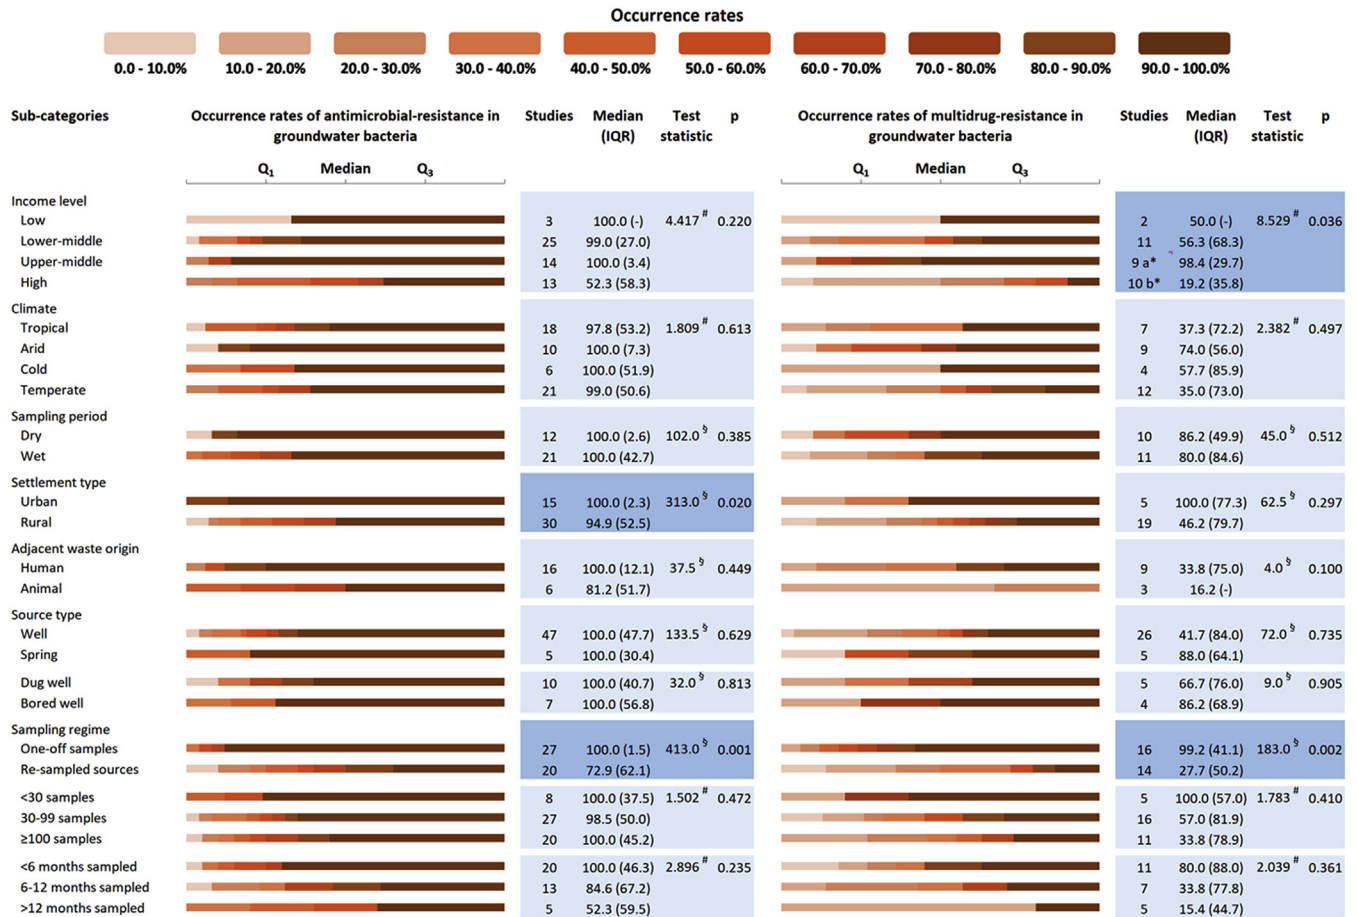 Occurrence rates
0.0 - 10.0% 10.0 - 20.0% 20.0 - 30.0% 30.0 - 40.0% 40.0 - 50.0% 50.0 - 60.0% 60.0 - 70.0% 70.0 - 80.0% 80.0 - 90.0% 90.0 - 100.0%
Sub-categories Occurrence rates of antimicrobial-resistance in Studies Median Test p Occurrence rates of multidrug-resistance in Studies Median Test p
groundwater bacteria (IQR) statistic groundwater bacteria (IQR) statistic
Q1 Median Q3 Q1 Median Q3
Income level
Low 3 100.0 (-) 4.417 # 0.220 2 50.0 (-) 8.529 # 0.036
Lower-middle 25 99.0 (27.0) 11 56.3 (68.3)
Upper-middle 14 100.0 (3.4) 9 a* 98.4 (29.7)
High 13 52.3 (58.3) 10 b* 19.2 (35.8)
Climate
Tropical 18 97.8 (53.2) 1.809 # 0.613 7 37.3 (72.2) 2.382 # 0.497
Arid 10 100.0 (7.3) 9 74.0 (56.0)
Cold 6 100.0 (51.9) 4 57.7 (85.9)
Temperate 21 99.0 (50.6) 12 35.0 (73.0)
Sampling period
Dry 12 100.0 (2.6) 102.0 § 0.385 10 86.2 (49.9) 45.0 § 0.512
Wet 21 100.0 (42.7) 11 80.0 (84.6)
Settlement type
Urban 15 100.0 (2.3) 313.0 § 0.020 5 100.0 (77.3) 62.5 § 0.297
Rural 30 94.9 (52.5) 19 46.2 (79.7)
Adjacent waste origin
Human 16 100.0 (12.1) 37.5 § 0.449 9 33.8 (75.0) 4.0 § 0.100
Animal 6 81.2 (51.7) 3 16.2 (-)
Source type
Well 47 100.0 (47.7) 133.5 § 0.629 26 41.7 (84.0) 72.0 § 0.735
Spring 5 100.0 (30.4) 5 88.0 (64.1)
Dug well 10 100.0 (40.7) 32.0 § 0.813 5 66.7 (76.0) 9.0 § 0.905
Bored well 7 100.0 (56.8) 4 86.2 (68.9)
Sampling regime
One-off samples 27 100.0 (1.5) 413.0 § 0.001 16 99.2 (41.1) 183.0 § 0.002
Re-sampled sources 20 72.9 (62.1) 14 27.7 (50.2)
<30 samples 8 100.0 (37.5) 1.502 # 0.472 5 100.0 (57.0) 1.783 # 0.410
30-99 samples 27 98.5 (50.0) 16 57.0 (81.9)
≥100 samples 20 100.0 (45.2) 11 33.8 (78.9)
<6 months sampled 20 100.0 (46.3) 2.896 # 0.235 11 80.0 (88.0) 2.039 # 0.361
6-12 months sampled 13 84.6 (67.2) 7 33.8 (77.8)
>12 months sampled 5 52.3 (59.5) 5 15.4 (44.7)